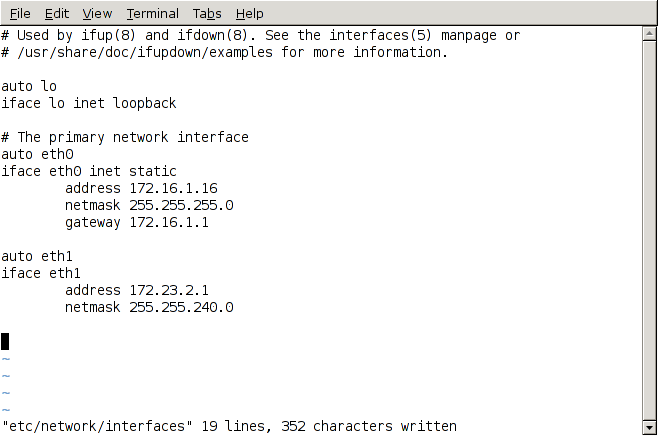 File Edit View Terminal Tabs Help
# Used by ifup(8) and ifdown(8). See the interfaces(5) manpage or
# /usr/share/doc/ifupdown/examples for more information.
auto lo
iface lo inet loopback
# The primary network interface
auto eth0
iface eth0 inet static
address 172.16.1.16
netmask 255.255.255.0
gateway 172.16.1.1
auto eth1
iface eth1
address 172.23.2.1
netmask 255.255.240.0
~
~
~
~
"etc/network/interfaces" 19 lines, 352 characters written